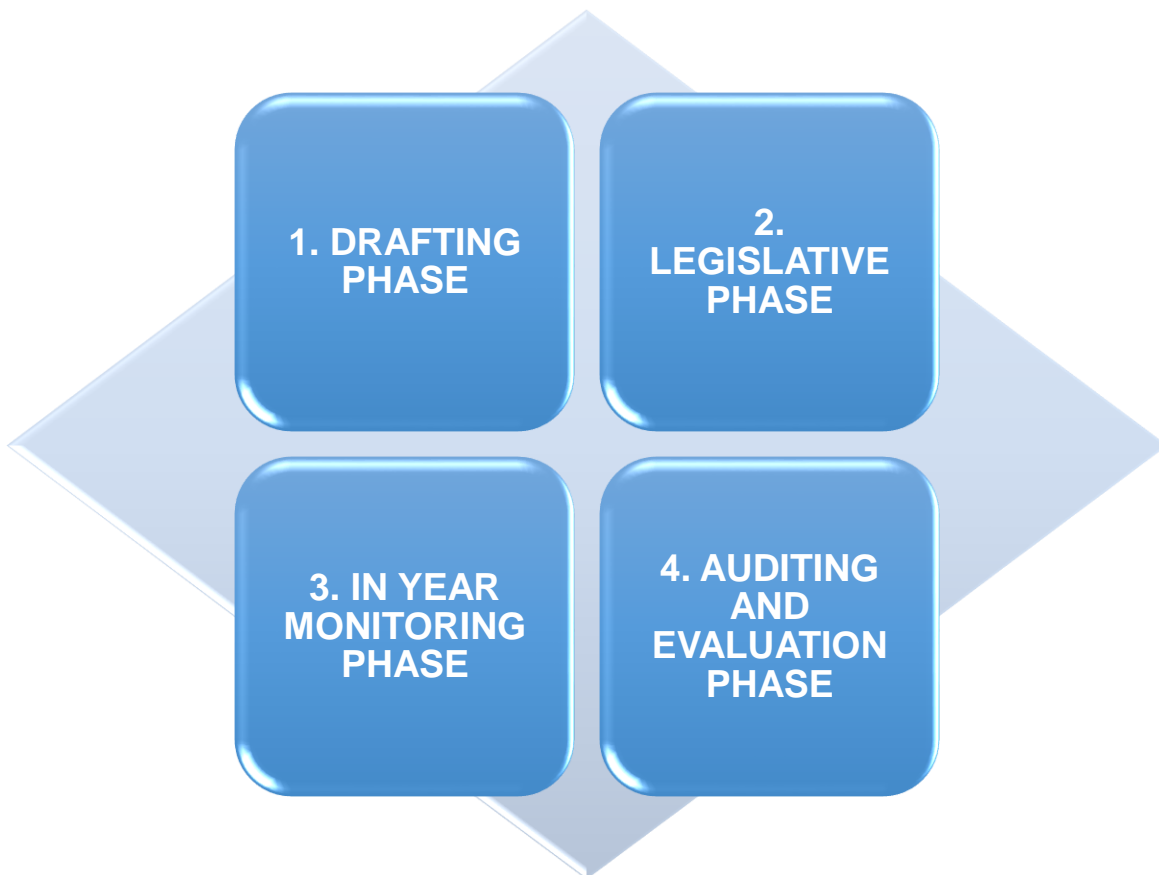 1. DRAFTING
PHASE
2.
LEGISLATIVE
PHASE
3. IN YEAR
MONITORING
PHASE
4. AUDITING
AND
EVALUATION
PHASE